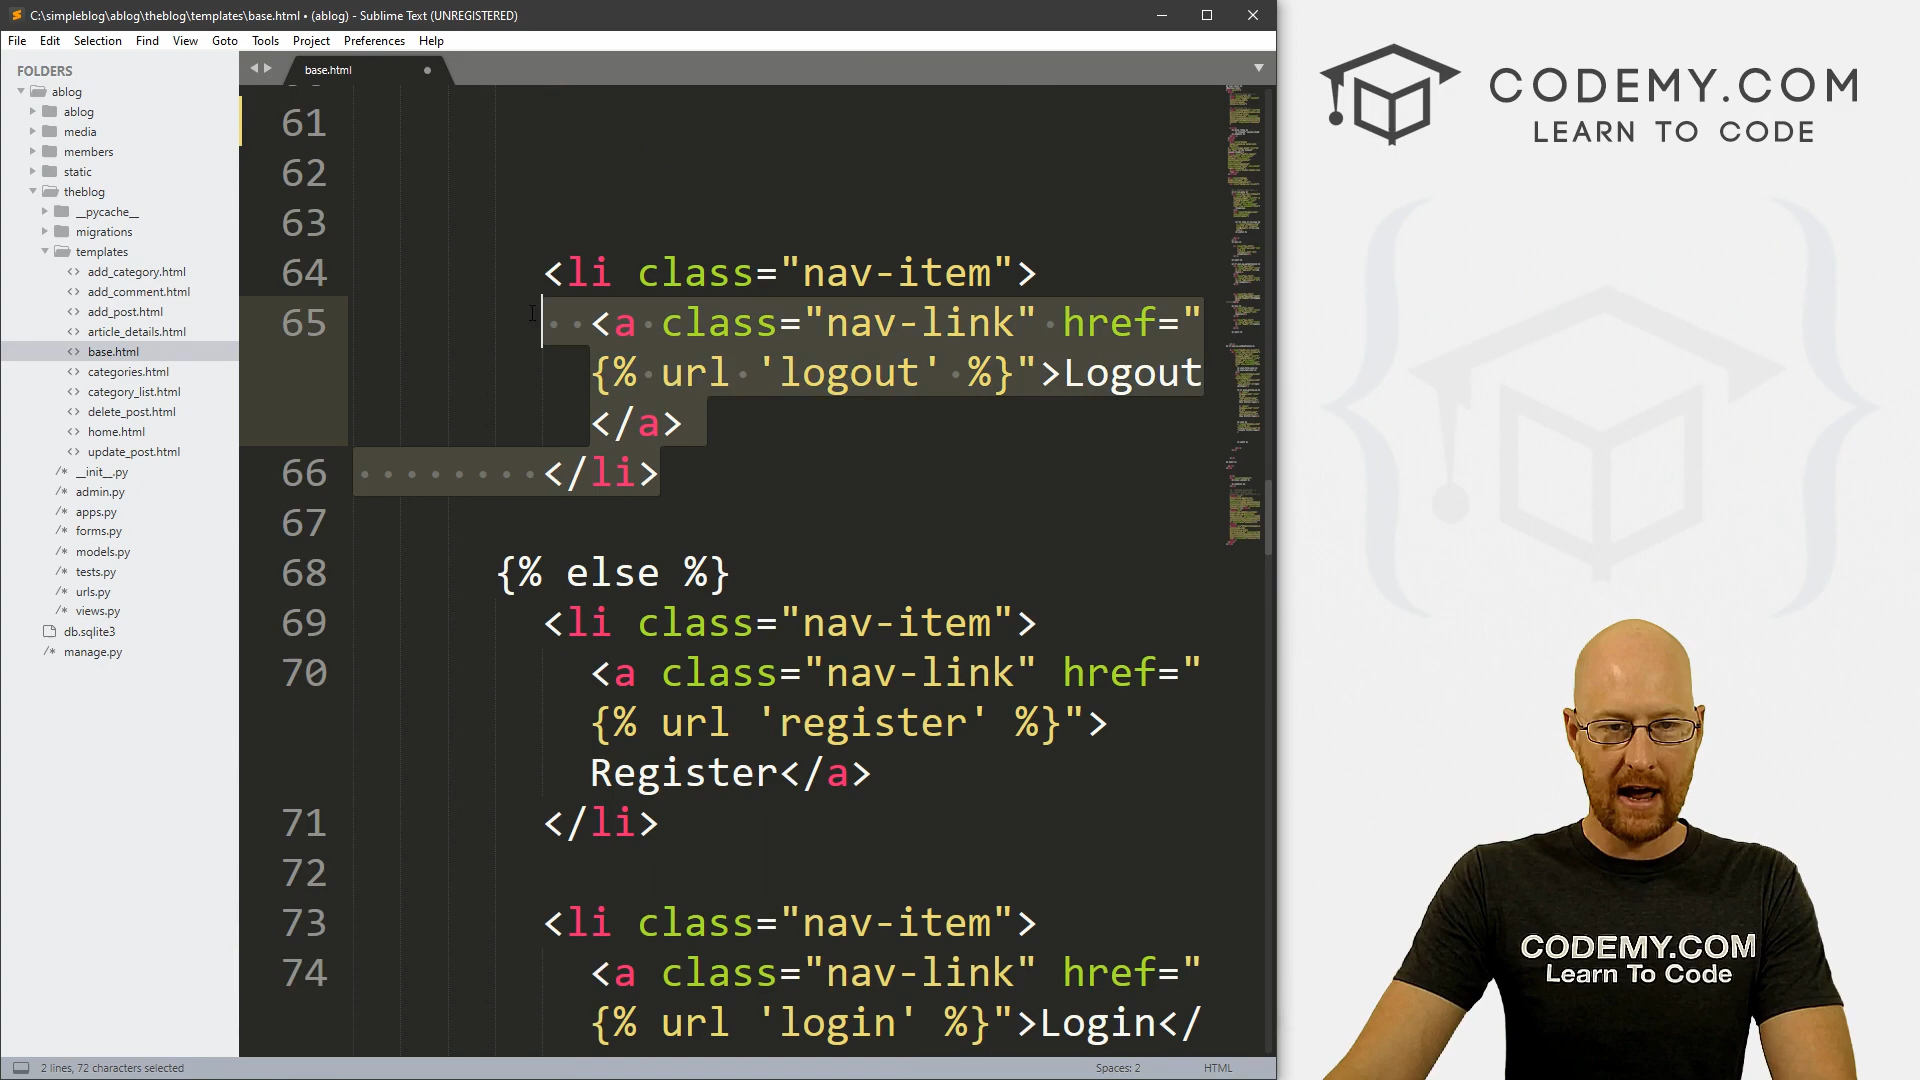 C:\simpleblog\ablog\theblog\templates\base.html • (ablog) - Sublime Text (UNREGISTERED)
File Edit Selection Find View Goto Tools Project Preferences Help
FOLDERS
ablog
ablog
media
members
static
theblog
__pycache__
migrations
templates
add_category.html
add_comment.html
add_post.html
article_details.html
base.html
categories.html
category_list.html
delete_post.html
home.html
update_post.html
__init__.py
admin.py
apps.py
forms.py
models.py
tests.py
urls.py
views.py
db.sqlite3
manage.py
base.html
61
62
63
64 <li class="nav-item">
65 <a class="nav-link" href="
{% url 'logout' %}">Logout
</a>
66 </li>
67
68 {% else %}
69 <li class="nav-item">
70 <a class="nav-link" href="
{% url 'register' %}">
Register</a>
71 </li>
72
73 <li class="nav-item">
74 <a class="nav-link" href="
{% url 'login' %}">Login</
2 lines, 72 characters selected
Spaces: 2
HTML
CODEMY.COM
LEARN TO CODE
CODEMY.COM
Learn To Code